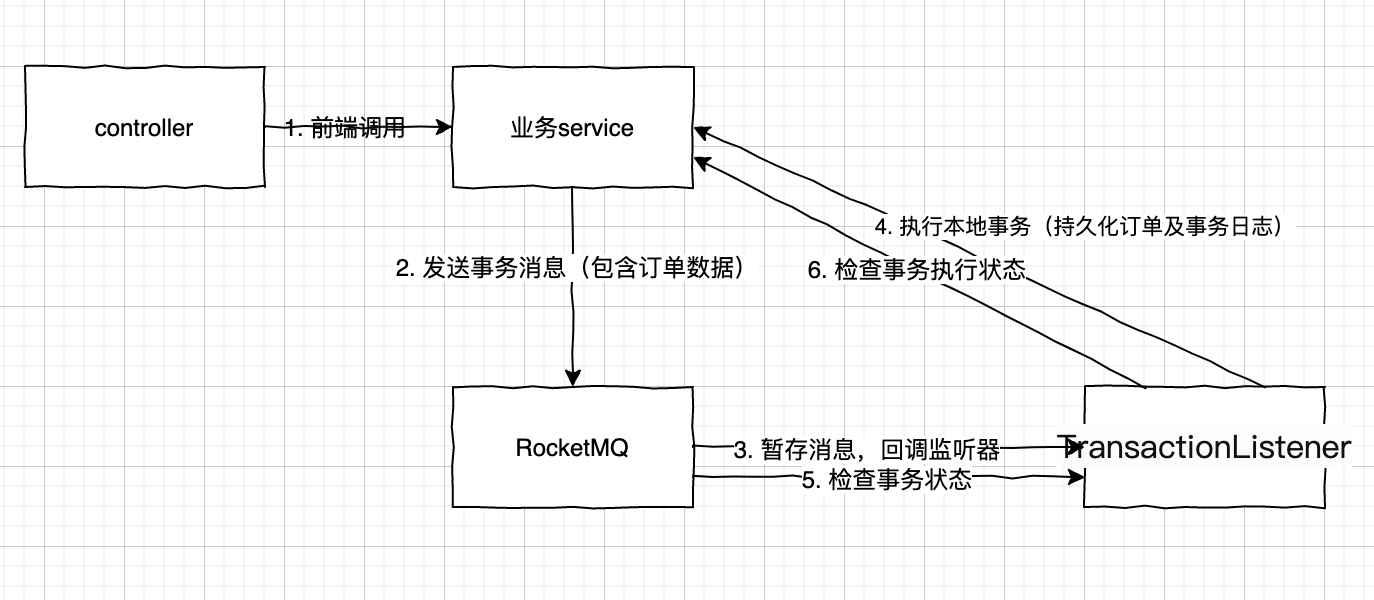 controller
1. 前端调用
业务service
4. 执行本地事务（持久化订单及事务日志）
2. 发送事务消息（包含订单数据）
6. 检查事务执行状态
RocketMQ
3. 暂存消息，回调监听器
TransactionListener
5. 检查事务状态